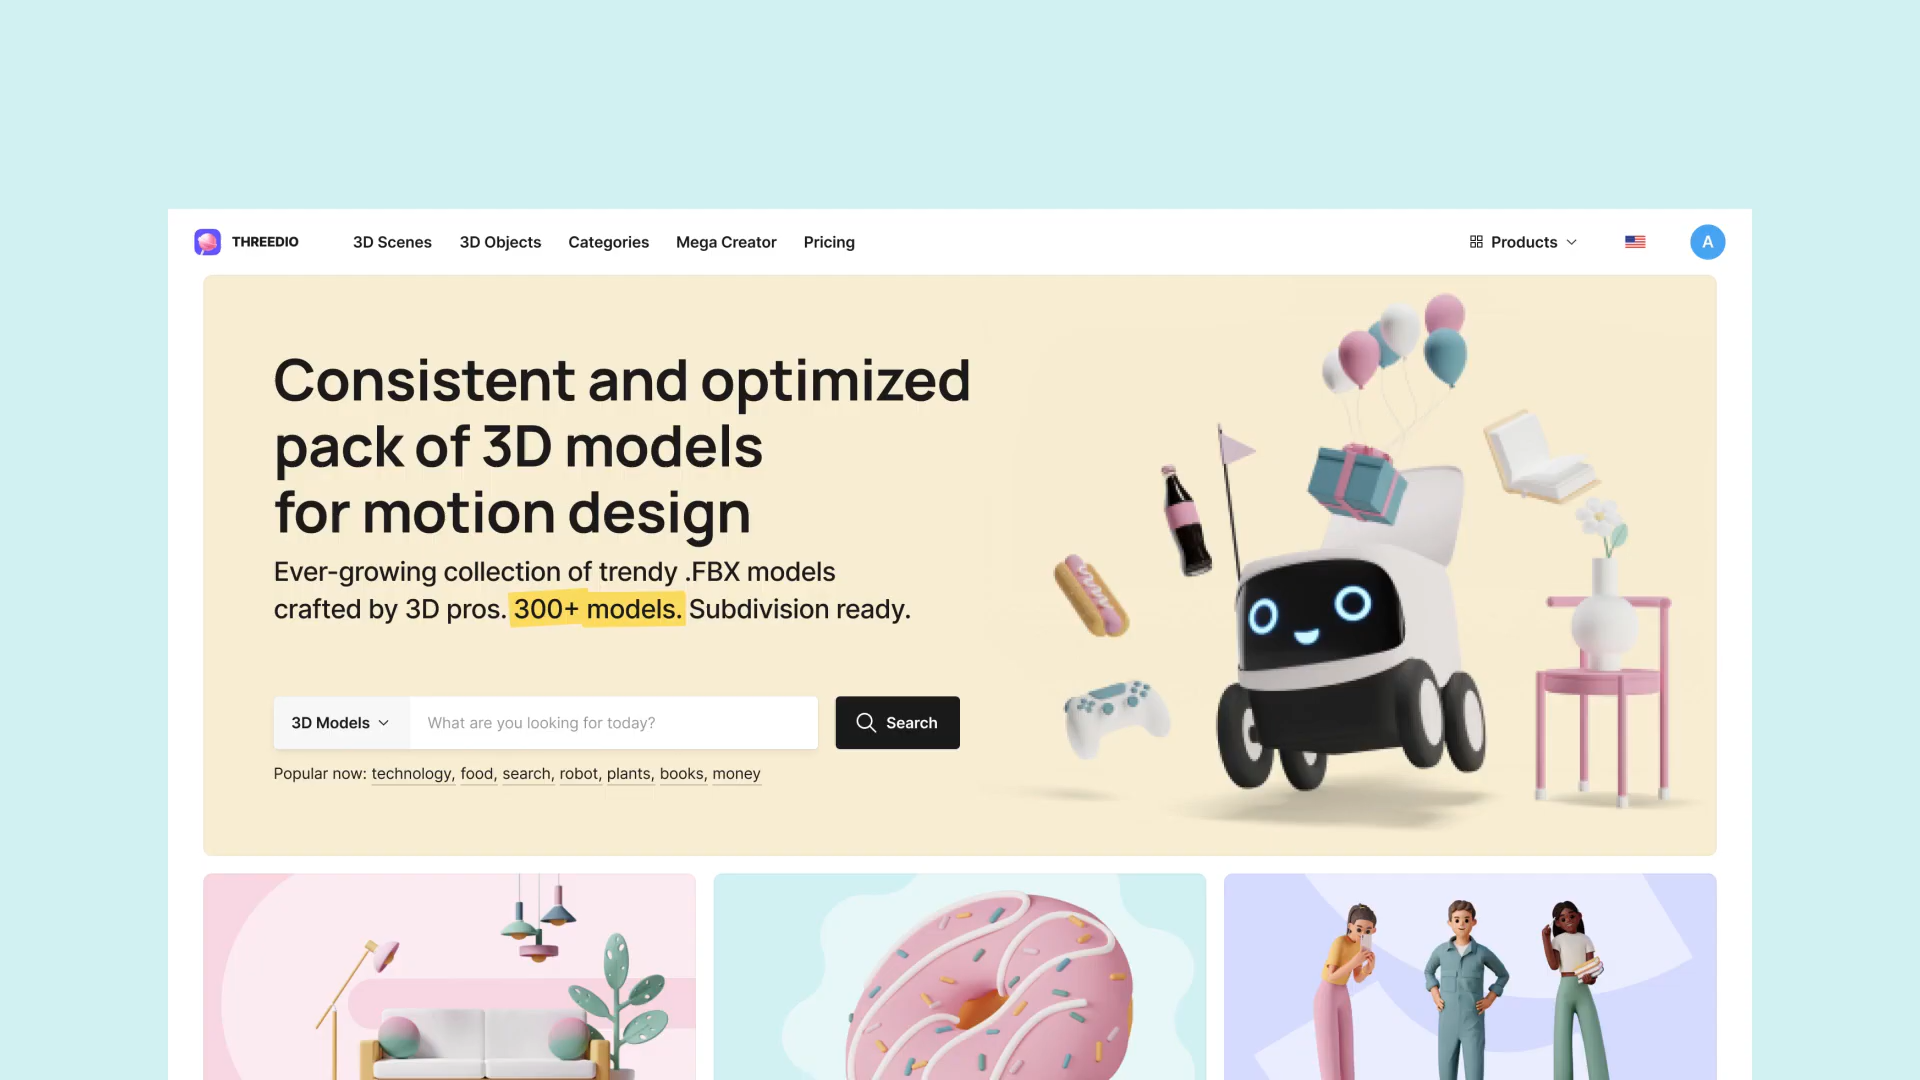 THREEDIO 3D Scenes 3D Objects Categories Mega Creator Pricing Products A
Consistent and optimized
pack of 3D models
for motion design
Ever-growing collection of trendy .FBX models
crafted by 3D pros. 300+ models. Subdivision ready.
3D Models What are you looking for today? Search
Popular now: technology, food, search, robot, plants, books, money